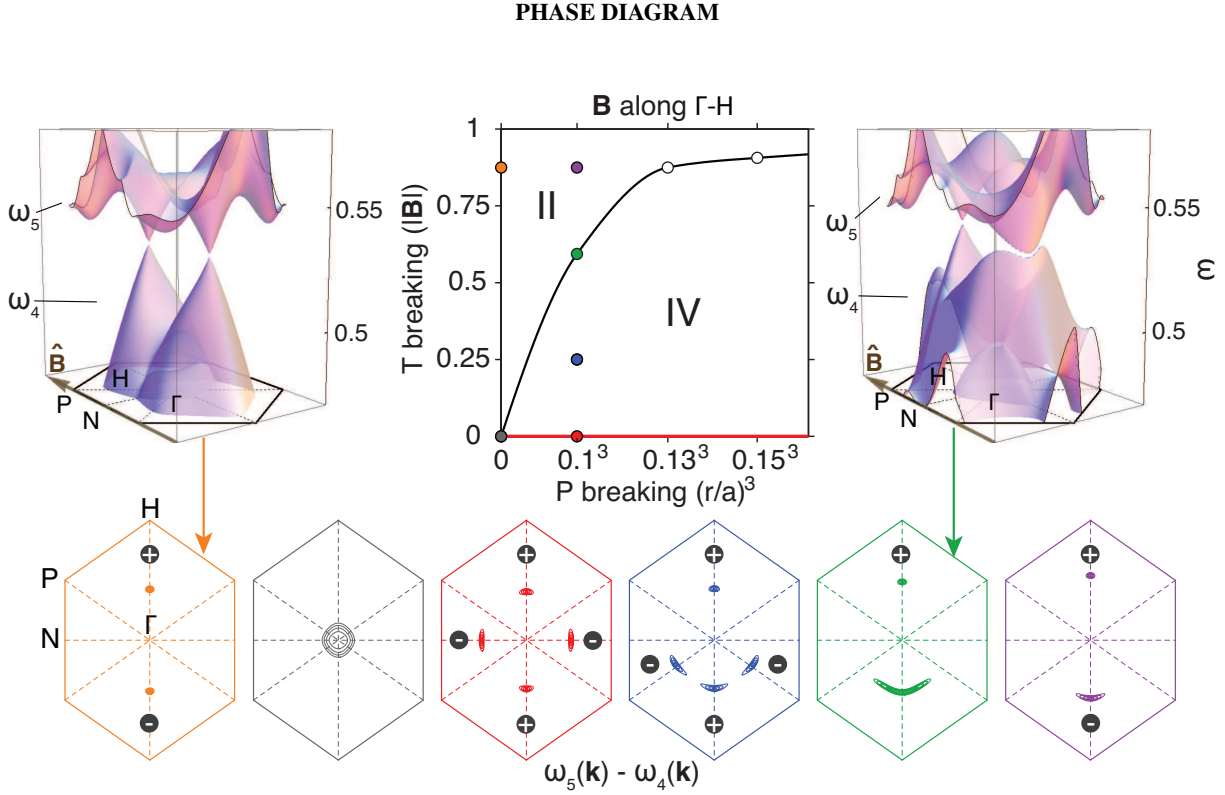 PHASE DIAGRAM
B along Γ-H
ω₅
ω₄
0.55
0.5
B̂
H
P
N
Γ
T breaking (|B|)
1
0.75
0.5
0.25
0
II
IV
0 0.1³ 0.13³ 0.15³
P breaking (r/a)³
ω₅
ω₄
0.55
0.5
ω
B̂
H
P
N
Γ
H
P
N
Γ
+
-
+
- -
+
+
- -
+
+
+
-
ω₅(k) - ω₄(k)